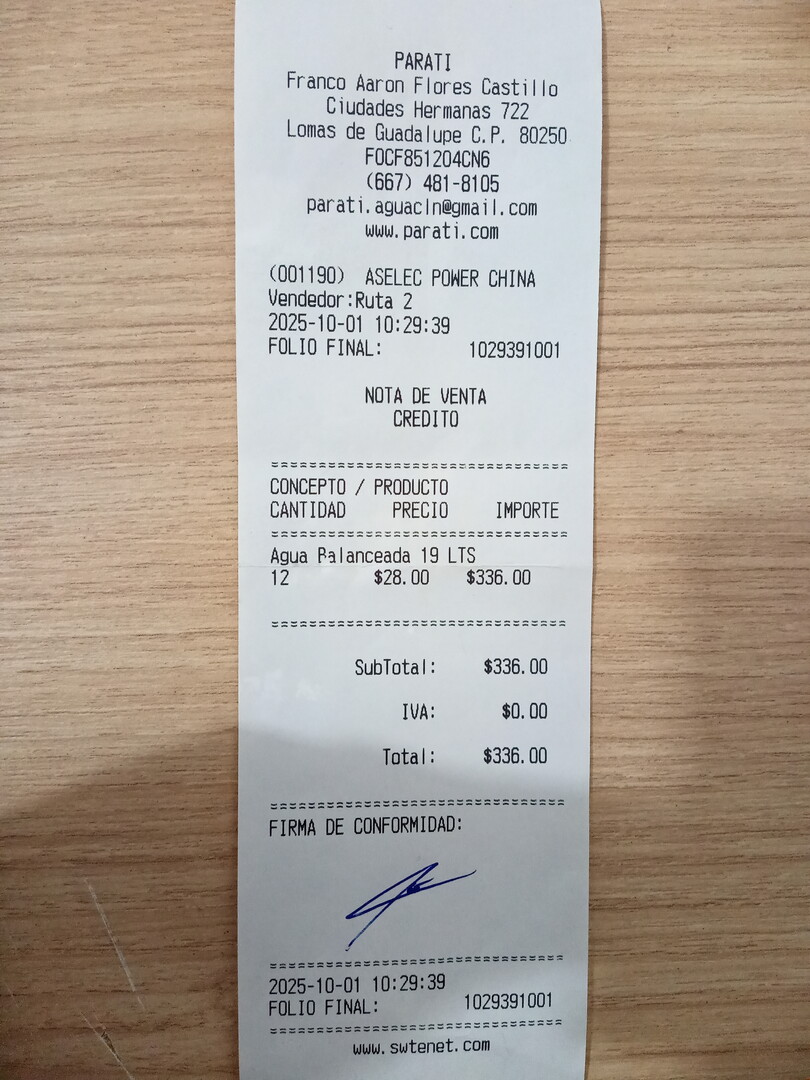 PARATI
Franco Aaron Flores Castillo
Ciudades Hermanas 722
Lomas de Guadalupe C.P. 80250
FOCF851204CN6
(667) 481-8105
parati.aguacln@gmail.com
www.parati.com
(001190) ASELEC POWER CHINA
Vendedor:Ruta 2
2025-10-01 10:29:39
FOLIO FINAL: 1029391001
NOTA DE VENTA
CREDITO
==============================
CONCEPTO / PRODUCTO
CANTIDAD PRECIO IMPORTE
==============================
Agua Balanceada 19 LTS
12 $28.00 $336.00
==============================
SubTotal: $336.00
IVA: $0.00
Total: $336.00
==============================
FIRMA DE CONFORMIDAD:
==============================
2025-10-01 10:29:39
FOLIO FINAL: 1029391001
==============================
www.swtenet.com